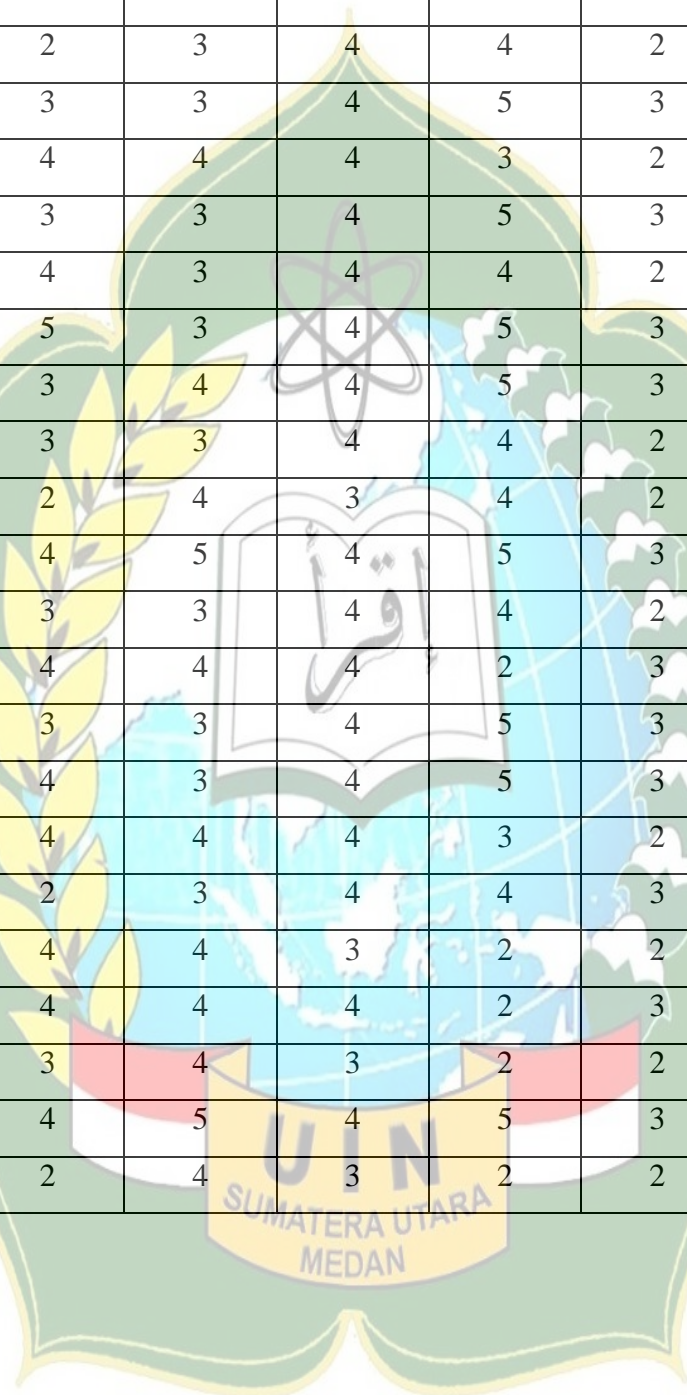 2 3 4 4 2
3 3 4 5 3
4 4 4 3 2
3 3 4 5 3
4 3 4 4 2
5 3 4 5 3
3 4 4 5 3
3 3 4 4 2
2 4 3 4 2
4 5 4 5 3
3 3 4 4 2
4 4 4 2 3
3 3 4 5 3
4 3 4 5 3
4 4 4 3 2
2 3 4 4 3
4 4 3 2 2
4 4 4 2 3
3 4 3 2 2
4 5 4 5 3
2 4 3 2 2
إقرأ
UIN
SUMATERA UTARA
MEDAN